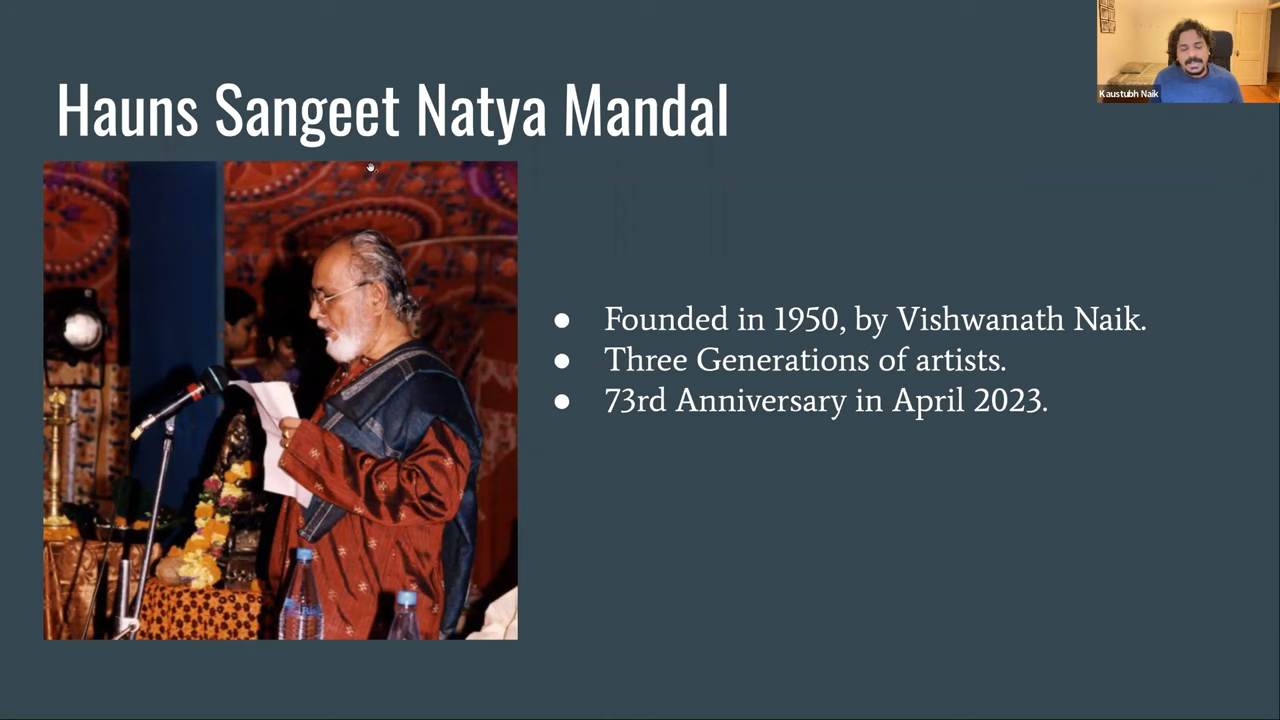 Hauns Sangeet Natya Mandal
Kaustubh Naik
● Founded in 1950, by Vishwanath Naik.
● Three Generations of artists.
● 73rd Anniversary in April 2023.